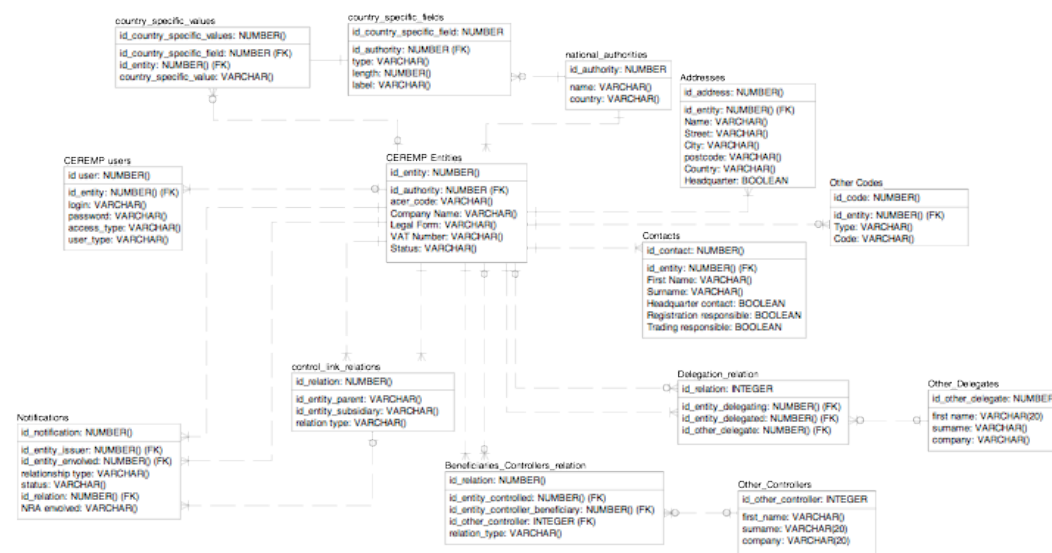 country_specific_values
id_country_specific_values: NUMBER()
id_country_specific_field: NUMBER (FK)
id_entity: NUMBER() (FK)
country_specific_value: VARCHAR()
country_specific_fields
id_country_specific_field: NUMBER
id_authority: NUMBER (FK)
type: VARCHAR()
length: NUMBER()
label: VARCHAR()
national_authorities
id_authority: NUMBER
name: VARCHAR()
country: VARCHAR()
Addresses
id_address: NUMBER()
id_entity: NUMBER() (FK)
Name: VARCHAR()
Street: VARCHAR()
City: VARCHAR()
postcode: VARCHAR()
Country: VARCHAR()
Headquarter: BOOLEAN
CEREMP users
id user: NUMBER()
id_entity: NUMBER() (FK)
login: VARCHAR()
password: VARCHAR()
access_type: VARCHAR()
user_type: VARCHAR()
CEREMP Entities
id_entity: NUMBER()
id_authority: NUMBER (FK)
acer_code: VARCHAR()
Company Name: VARCHAR()
Legal Form: VARCHAR()
VAT Number: VARCHAR()
Status: VARCHAR()
Other Codes
id_code: NUMBER()
id_entity: NUMBER() (FK)
Type: VARCHAR()
Code: VARCHAR()
Contacts
id_contact: NUMBER()
id_entity: NUMBER() (FK)
First Name: VARCHAR()
Surname: VARCHAR()
Headquarter contact: BOOLEAN
Registration responsible: BOOLEAN
Trading responsible: BOOLEAN
control_link_relations
id_relation: NUMBER()
id_entity_parent: VARCHAR()
id_entity_subsidiary: VARCHAR()
relation type: VARCHAR()
Delegation_relation
id_relation: INTEGER
id_entity_delegating: NUMBER() (FK)
id_entity_delegated: NUMBER() (FK)
id_other_delegate: NUMBER() (FK)
Other_Delegates
id_other_delegate: NUMBER
first name: VARCHAR(20)
surname: VARCHAR()
company: VARCHAR()
Notifications
id_notification: NUMBER()
id_entity_issuer: NUMBER() (FK)
id_entity_envolved: NUMBER() (FK)
relationship type: VARCHAR()
status: VARCHAR()
id_relation: NUMBER() (FK)
NRA envolved: VARCHAR()
Beneficiaries_Controllers_relation
id_relation: NUMBER()
id_entity_controlled: NUMBER() (FK)
id_entity_controller_beneficiary: NUMBER() (FK)
id_other_controller: INTEGER (FK)
relation_type: VARCHAR()
Other_Controllers
id_other_controller: INTEGER
first_name: VARCHAR()
surname: VARCHAR(20)
company: VARCHAR(20)